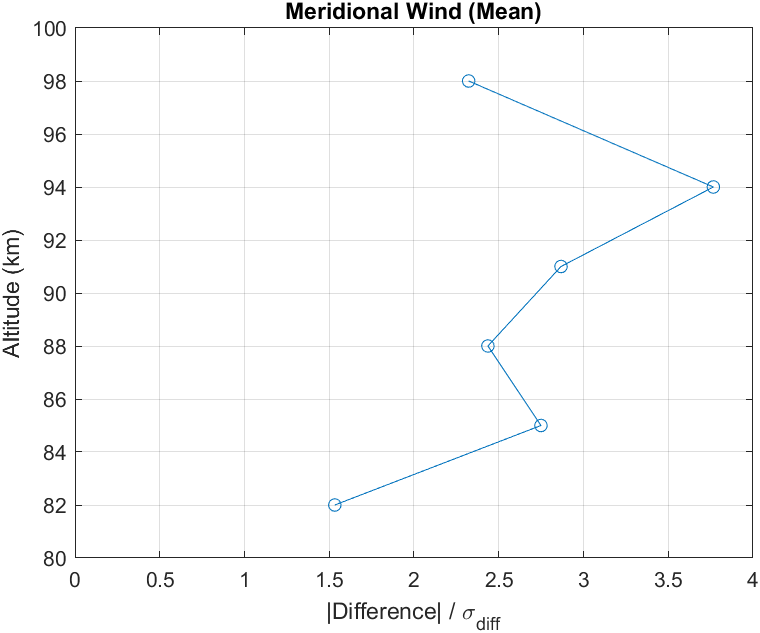 Meridional Wind (Mean)
100
98
96
94
92
90
88
86
84
82
80
Altitude (km)
0 0.5 1 1.5 2 2.5 3 3.5 4
|Difference| / σ_diff